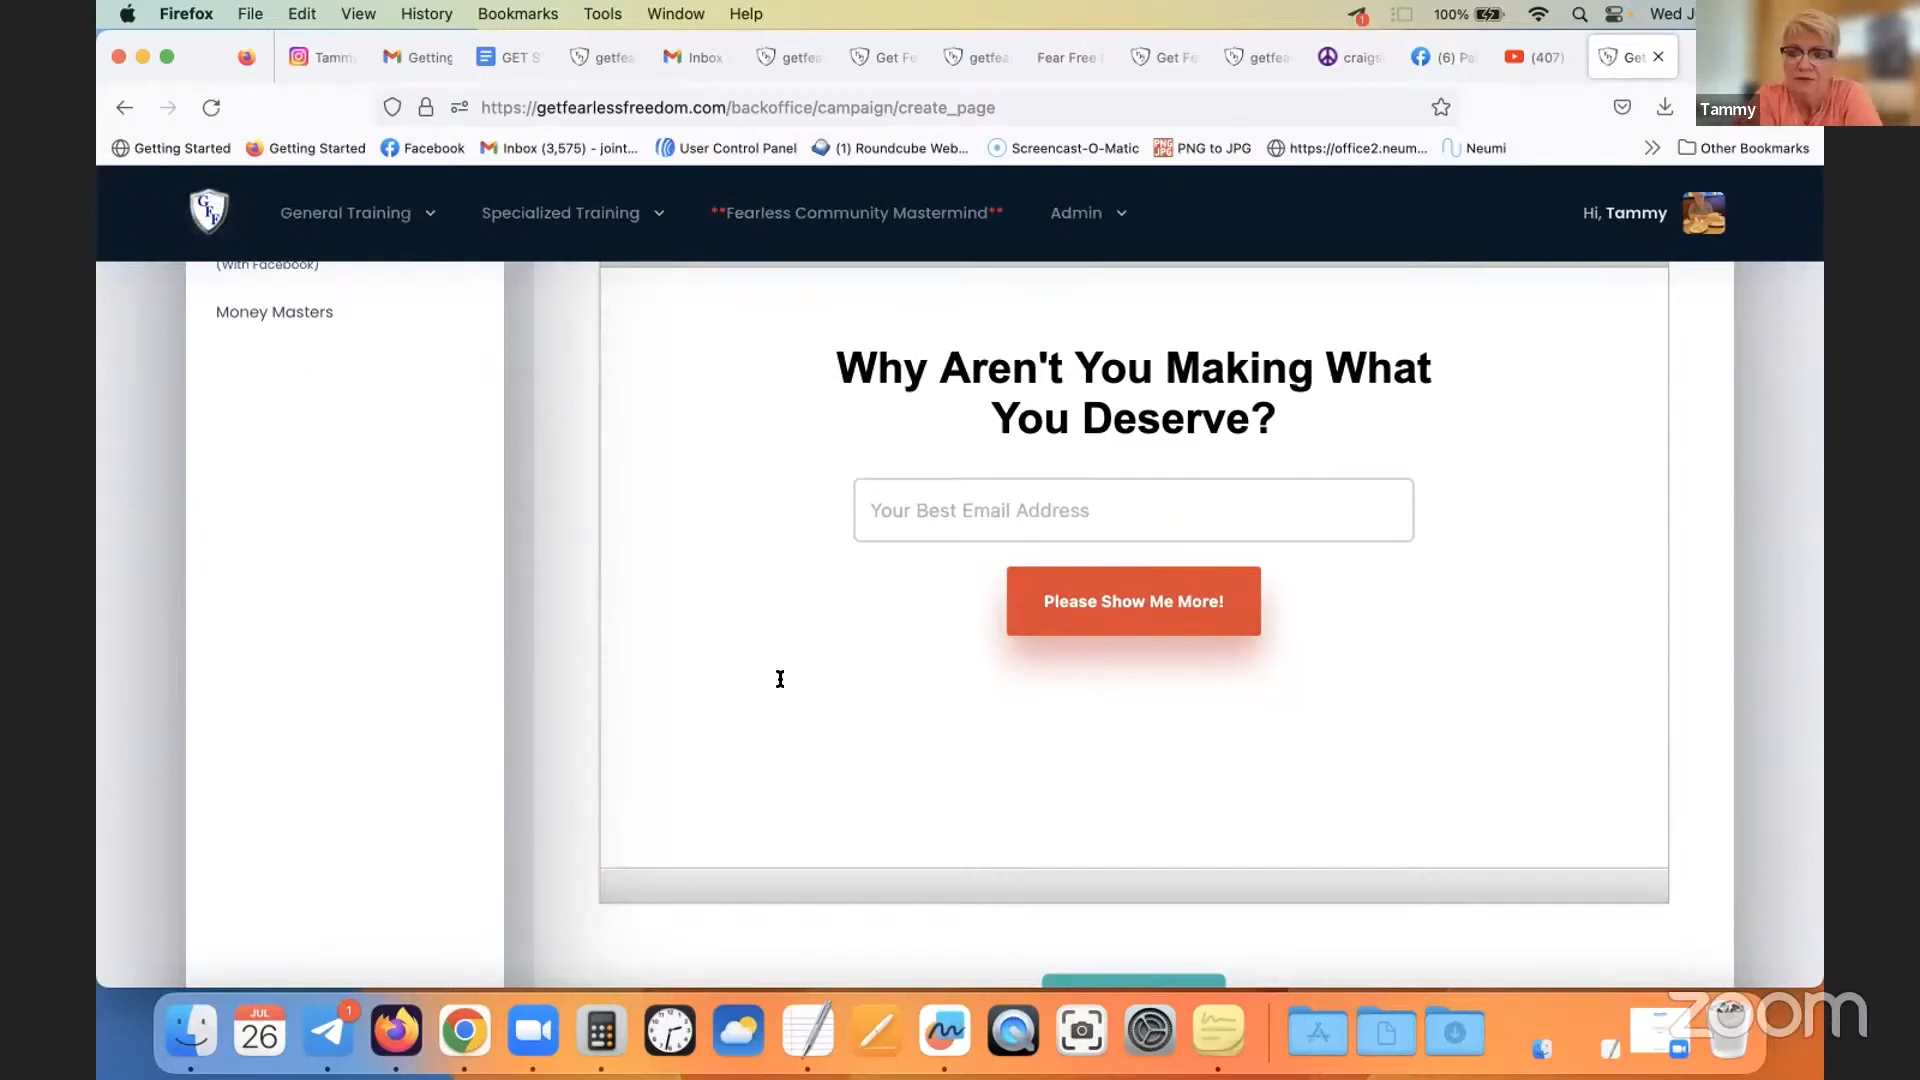 Firefox File Edit View History Bookmarks Tools Window Help
1 100% Wed J
Tammy Getting GET S getfea Inbox getfea Get Fe getfea Fear Free Get Fe getfea craigs (6) Pa (407) Get
https://getfearlessfreedom.com/backoffice/campaign/create_page
Tammy
Getting Started Getting Started Facebook Inbox (3,575) - joint... User Control Panel (1) Roundcube Web... Screencast-O-Matic PNG to JPG https://office2.neum... Neumi Other Bookmarks
GFF General Training Specialized Training **Fearless Community Mastermind** Admin Hi, Tammy
(With Facebook)
Money Masters
Why Aren't You Making What
You Deserve?
Your Best Email Address
Please Show Me More!
JUL
26
1
zoom